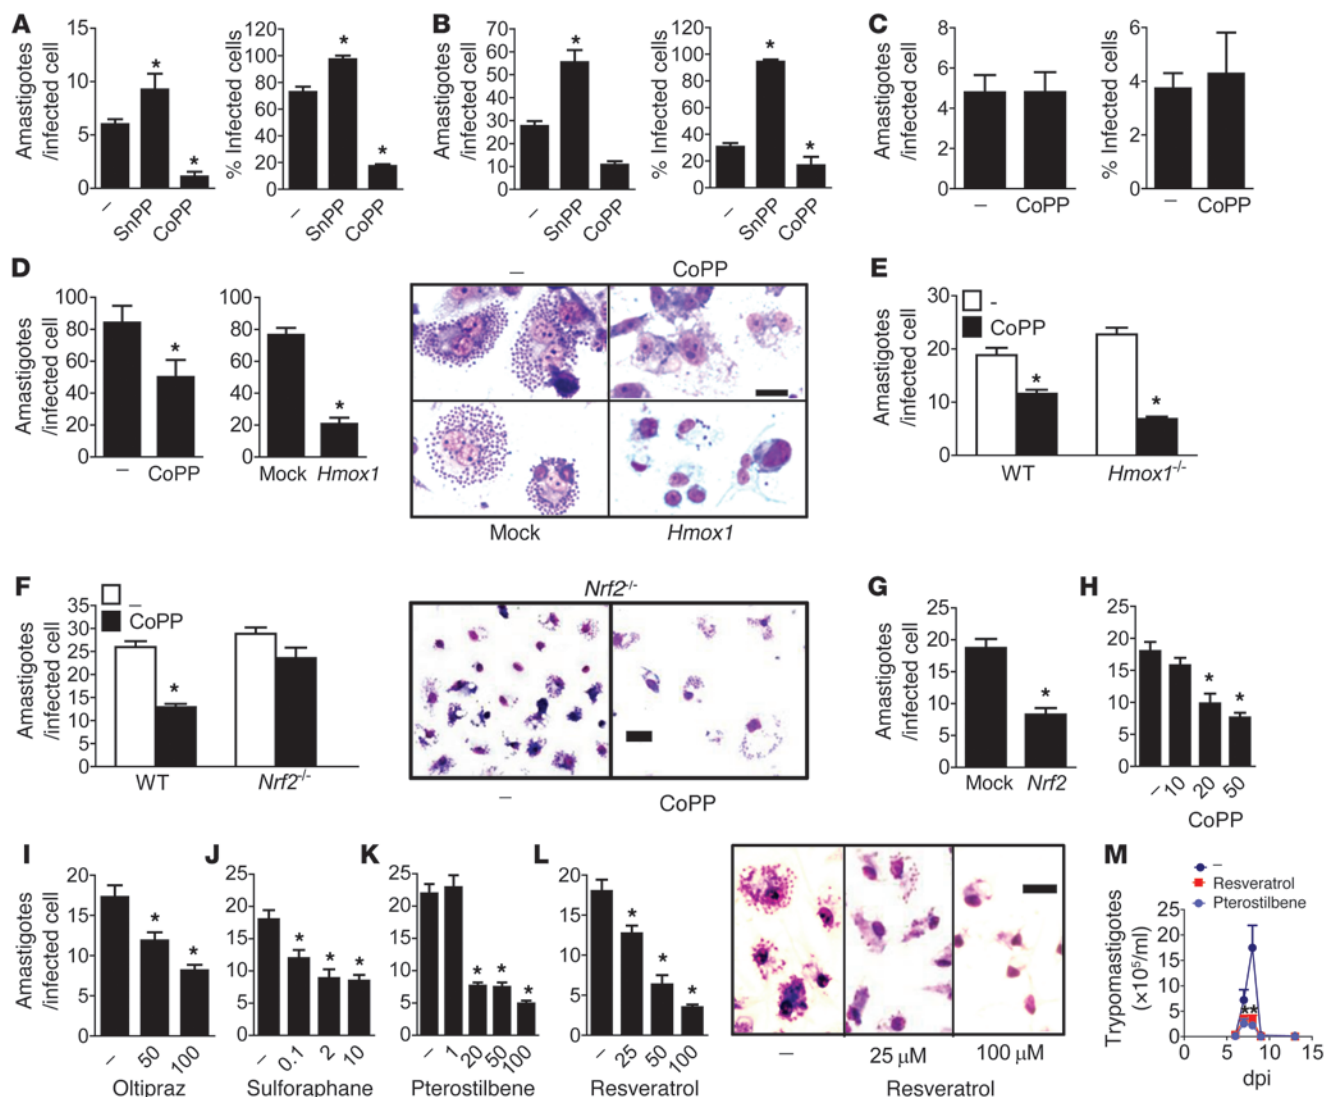 A
Amastigotes
/infected cell
15
10
5
0
–
SnPP
CoPP
*
*
% Infected cells
120
100
80
60
40
20
0
–
SnPP
CoPP
*
*
B
Amastigotes
/infected cell
70
60
50
40
30
20
10
0
–
SnPP
CoPP
*
% Infected cells
120
100
80
60
40
20
0
–
SnPP
CoPP
*
*
C
Amastigotes
/infected cell
8
6
4
2
0
–
CoPP
% Infected cells
6
4
2
0
–
CoPP
D
Amastigotes
/infected cell
100
80
60
40
20
0
–
CoPP
*
100
80
60
40
20
0
Mock
Hmox1
*
–
CoPP
Mock
Hmox1
E
Amastigotes
/infected cell
30
20
10
0
-
CoPP
*
*
WT
Hmox1-/-
F
Amastigotes
/infected cell
35
30
25
20
15
10
5
0
–
CoPP
*
WT
Nrf2-/-
Nrf2-/-
–
CoPP
G
Amastigotes
/infected cell
25
20
15
10
5
0
*
Mock
Nrf2
H
25
20
15
10
5
0
*
*
–
10
20
50
CoPP
I
Amastigotes
/infected cell
20
15
10
5
0
*
*
–
50
100
Oltipraz
J
25
20
15
10
5
0
*
*
*
–
0.1
2
10
Sulforaphane
K
25
20
15
10
5
0
*
*
*
–
1
20
50
100
Pterostilbene
L
25
20
15
10
5
0
*
*
*
–
25
50
100
Resveratrol
–
25 µM
100 µM
Resveratrol
M
–
Resveratrol
Pterostilbene
Trypomastigotes
(×10⁵/ml)
25
20
15
10
5
0
**
0
5
10
15
dpi